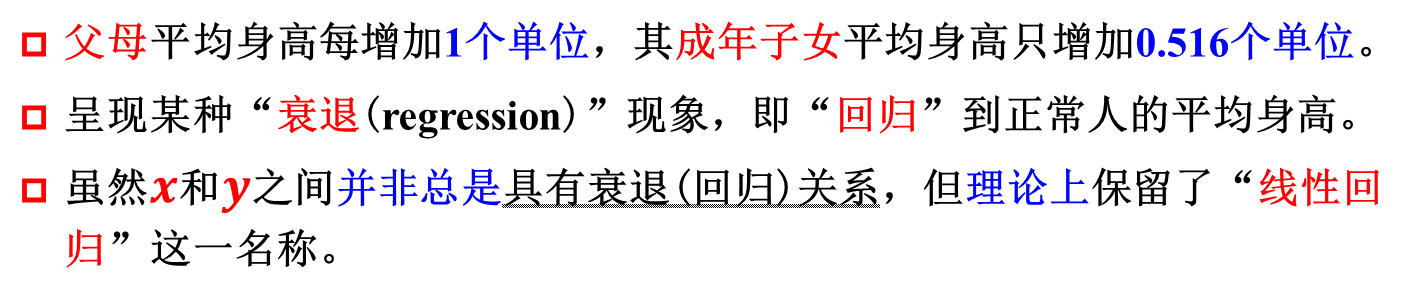 父母平均身高每增加1个单位，其成年子女平均身高只增加0.516个单位。
呈现某种“衰退(regression)”现象，即“回归”到正常人的平均身高。
虽然x和y之间并非总是具有衰退(回归)关系，但理论上保留了“线性回
归”这一名称。